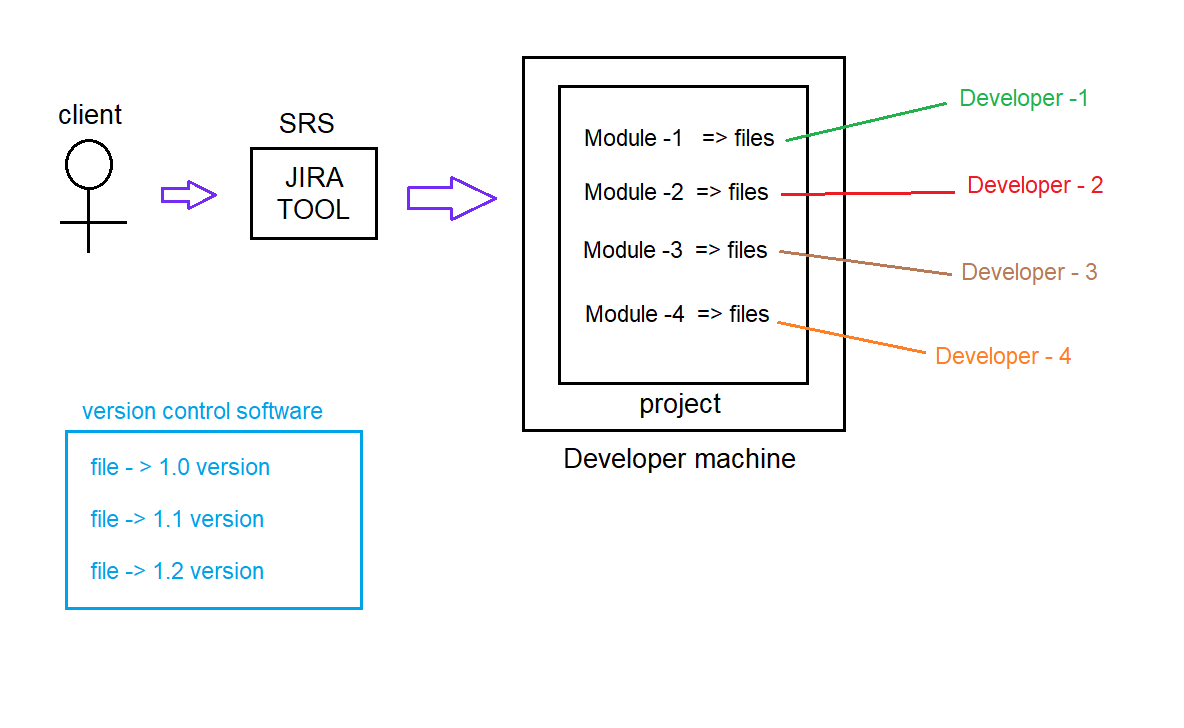 client
SRS
JIRA
TOOL
Module -1 => files
Module -2 => files
Module -3 => files
Module -4 => files
project
Developer machine
Developer -1
Developer - 2
Developer - 3
Developer - 4
version control software
file - > 1.0 version
file -> 1.1 version
file -> 1.2 version